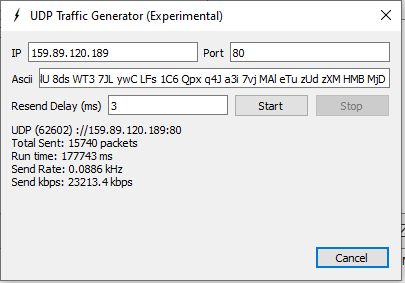 UDP Traffic Generator (Experimental)
IP 159.89.120.189 Port 80
Ascii lU 8ds WT3 7JL ywC LFs 1C6 Qpx q4J a3i 7vj MAl eTu zUd zXM HMB MjD
Resend Delay (ms) 3 Start Stop
UDP (62602) ://159.89.120.189:80
Total Sent: 15740 packets
Run time: 177743 ms
Send Rate: 0.0886 kHz
Send kbps: 23213.4 kbps
Cancel